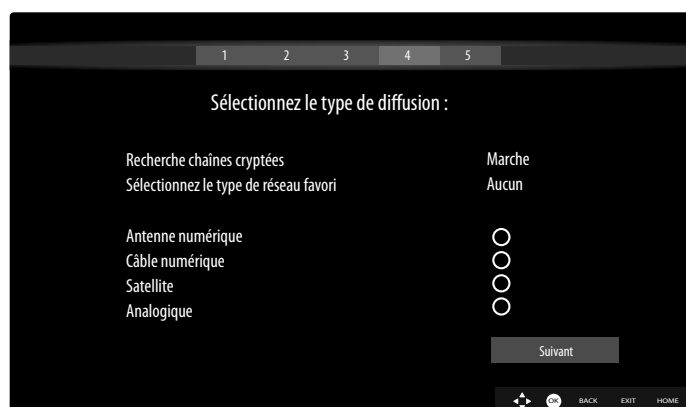 1 2 3 4 5
Sélectionnez le type de diffusion :
Recherche chaînes cryptées Marche
Sélectionnez le type de réseau favori Aucun
Antenne numérique
Câble numérique
Satellite
Analogique
Suivant
OK BACK EXIT HOME